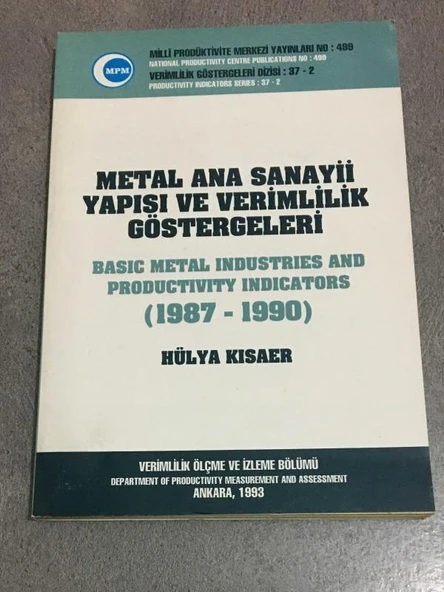 MPM
MİLLİ PRODÜKTİVİTE MERKEZİ YAYINLARI NO : 499
NATIONAL PRODUCTIVITY CENTRE PUBLICATIONS NO : 499
VERİMLİLİK GÖSTERGELERİ DİZİSİ : 37 - 2
PRODUCTIVITY INDICATORS SERIES : 37 - 2
METAL ANA SANAYİİ
YAPISI VE VERİMLİLİK
GÖSTERGELERİ
BASIC METAL INDUSTRIES AND
PRODUCTIVITY INDICATORS
(1987 - 1990)
HÜLYA KISAER
VERİMLİLİK ÖLÇME VE İZLEME BÖLÜMÜ
DEPARTMENT OF PRODUCTIVITY MEASUREMENT AND ASSESSMENT
ANKARA, 1993